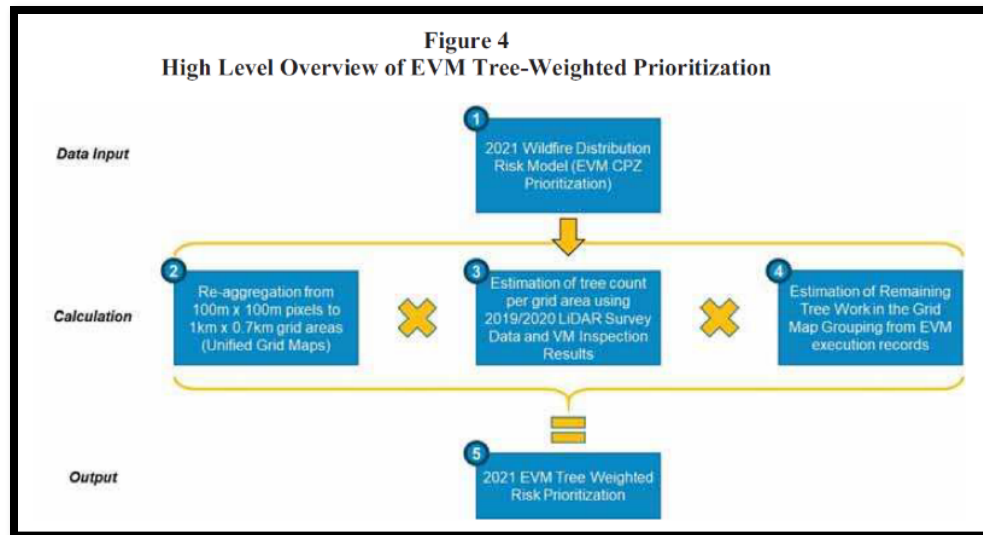 Figure 4
High Level Overview of EVM Tree-Weighted Prioritization
Data Input
1
2021 Wildfire Distribution
Risk Model (EVM CPZ
Prioritization)
Calculation
2
Re-aggregation from
100m x 100m pixels to
1km x 0.7km grid areas
(Unified Grid Maps)
3
Estimation of tree count
per grid area using
2019/2020 LiDAR Survey
Data and VM Inspection
Results
4
Estimation of Remaining
Tree Work in the Grid
Map Grouping from EVM
execution records
Output
5
2021 EVM Tree Weighted
Risk Prioritization